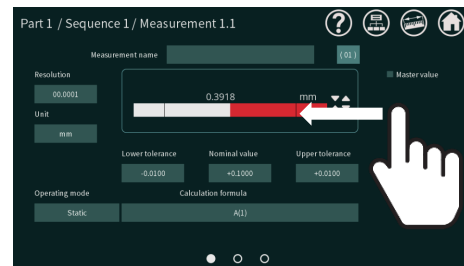 Part 1 / Sequence 1 / Measurement 1.1
Measurement name
( 01 )
Resolution
00.0001
0.3918 mm
Master value
Unit
mm
Lower tolerance Nominal value Upper tolerance
-0.0100 +0.1000 +0.0100
Operating mode Calculation formula
Static A(1)